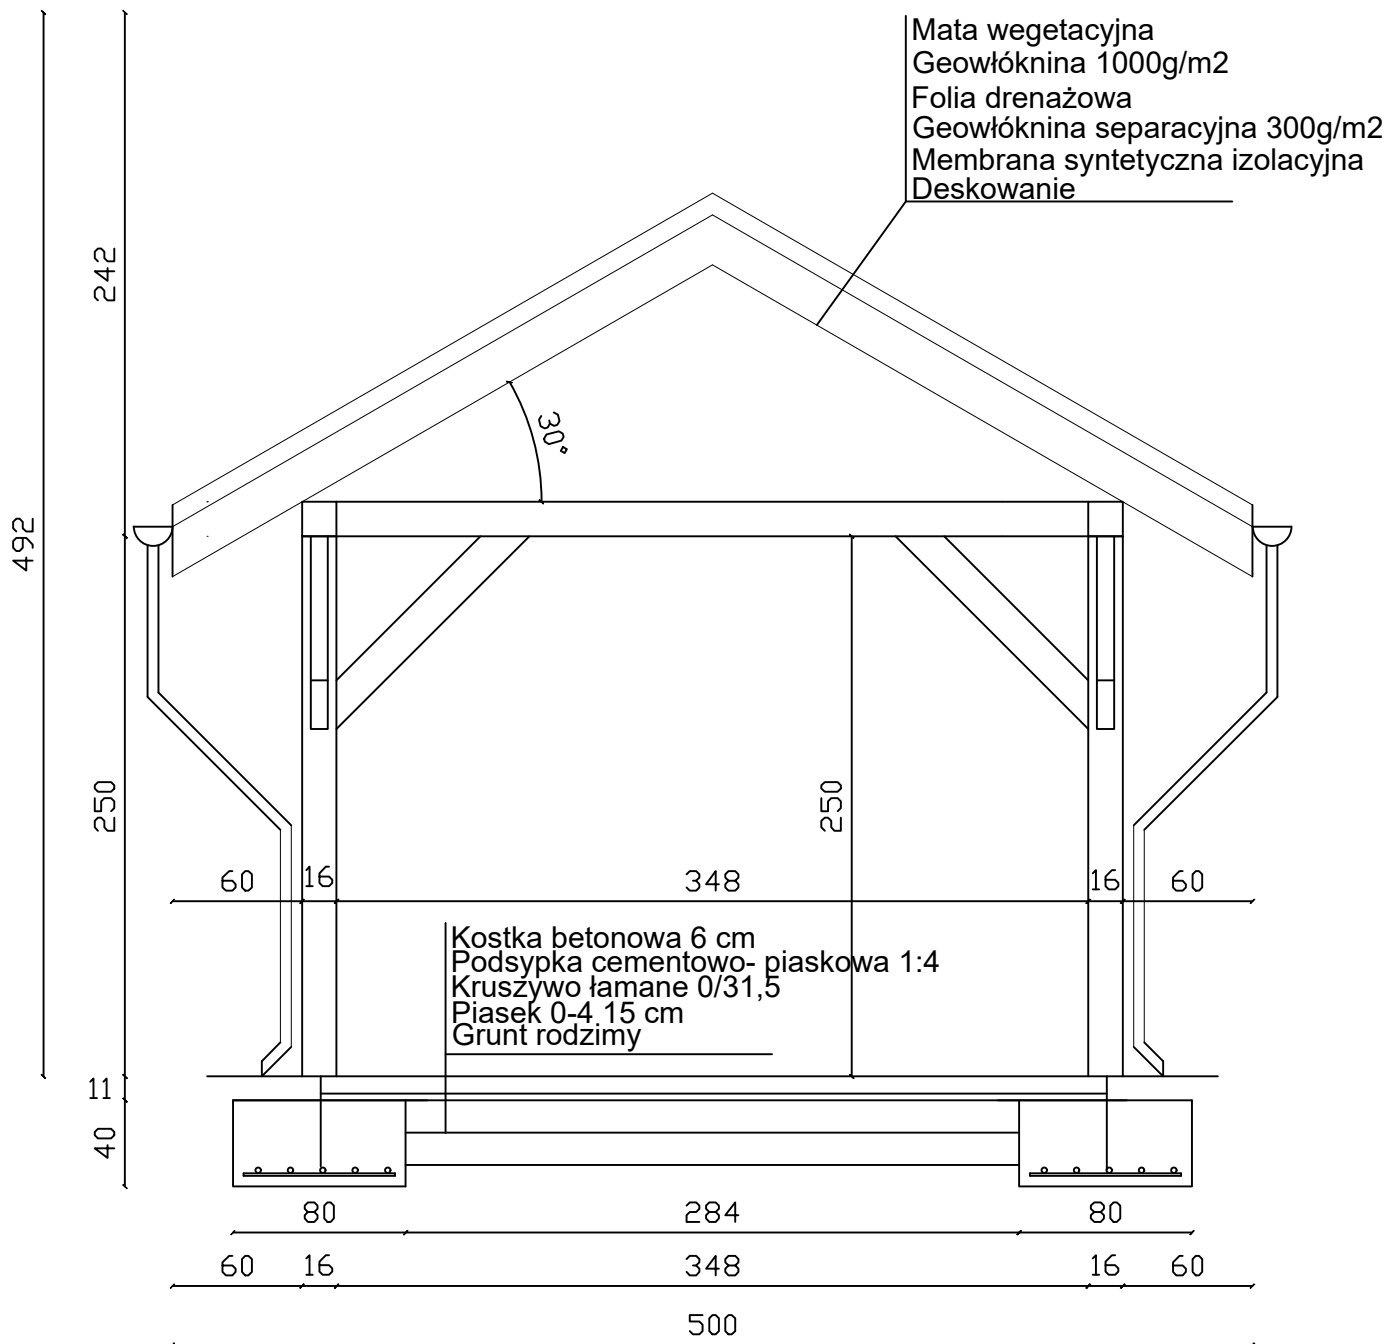 Mata wegetacyjna
Geowłóknina 1000g/m2
Folia drenażowa
Geowłóknina separacyjna 300g/m2
Membrana syntetyczna izolacyjna
Deskowanie
242
492
30°
250
250
60 16 348 16 60
Kostka betonowa 6 cm
Podsypka cementowo- piaskowa 1:4
Kruszywo łamane 0/31,5
Piasek 0-4 15 cm
Grunt rodzimy
11
40
80 284 80
60 16 348 16 60
500